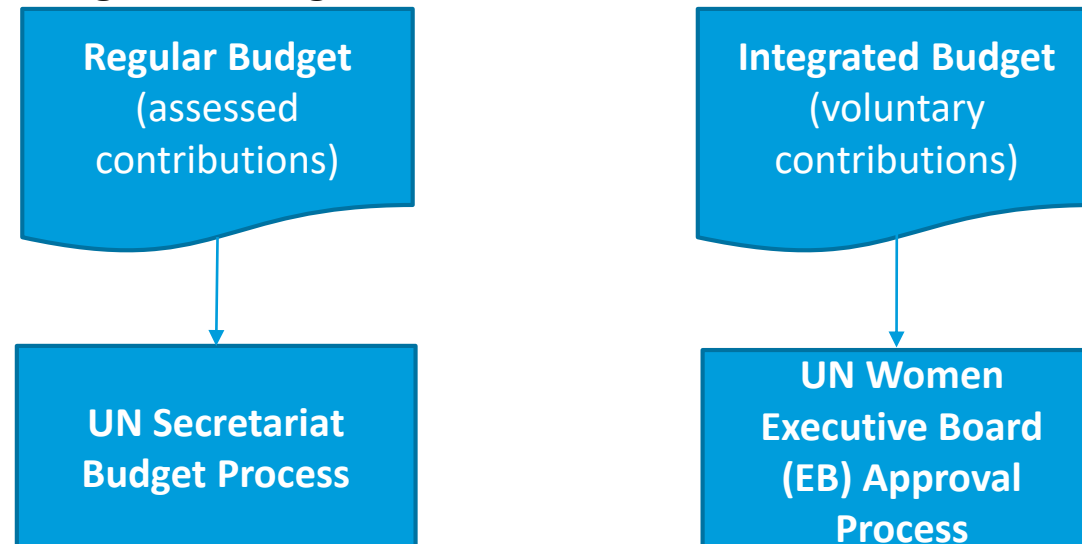 Regular Budget
(assessed
contributions)
Integrated Budget
(voluntary
contributions)
UN Secretariat
Budget Process
UN Women
Executive Board
(EB) Approval
Process